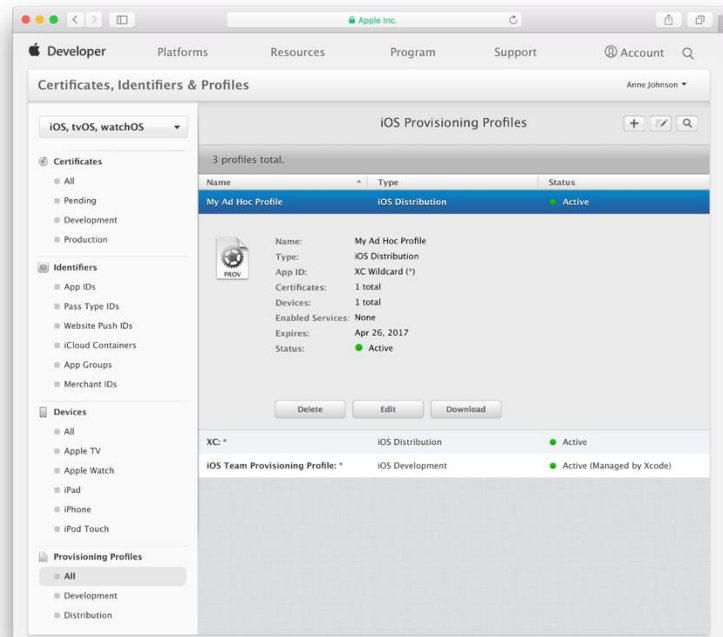 Apple Inc.
Developer Platforms Resources Program Support Account
Certificates, Identifiers & Profiles Anne Johnson
iOS, tvOS, watchOS
Certificates
All
Pending
Development
Production
Identifiers
App IDs
Pass Type IDs
Website Push IDs
iCloud Containers
App Groups
Merchant IDs
Devices
All
Apple TV
Apple Watch
iPad
iPhone
iPod Touch
Provisioning Profiles
All
Development
Distribution
iOS Provisioning Profiles
3 profiles total.
Name Type Status
My Ad Hoc Profile iOS Distribution Active
PROV
Name: My Ad Hoc Profile
Type: iOS Distribution
App ID: XC Wildcard (*)
Certificates: 1 total
Devices: 1 total
Enabled Services: None
Expires: Apr 26, 2017
Status: Active
Delete Edit Download
XC: * iOS Distribution Active
iOS Team Provisioning Profile: * iOS Development Active (Managed by Xcode)